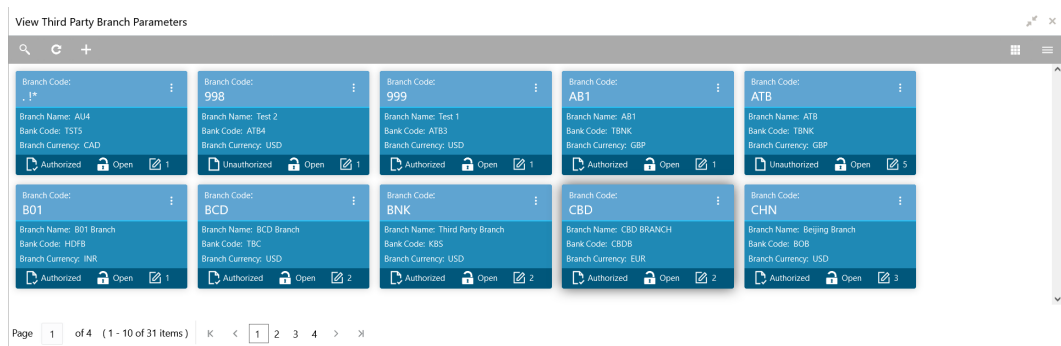 View Third Party Branch Parameters
Branch Code: Branch Code: Branch Code: Branch Code: Branch Code:
. !* 998 999 AB1 ATB
Branch Name: AU4 Branch Name: Test 2 Branch Name: Test 1 Branch Name: AB1 Branch Name: ATB
Bank Code: TST5 Bank Code: ATB4 Bank Code: ATB3 Bank Code: TBNK Bank Code: TBNK
Branch Currency: CAD Branch Currency: USD Branch Currency: USD Branch Currency: GBP Branch Currency: GBP
Authorized Open 1 Unauthorized Open 1 Authorized Open 1 Authorized Open 1 Unauthorized Open 5
Branch Code: Branch Code: Branch Code: Branch Code: Branch Code:
B01 BCD BNK CBD CHN
Branch Name: B01 Branch Branch Name: BCD Branch Branch Name: Third Party Branch Branch Name: CBD BRANCH Branch Name: Beijing Branch
Bank Code: HDFB Bank Code: TBC Bank Code: KBS Bank Code: CBDB Bank Code: BOB
Branch Currency: INR Branch Currency: USD Branch Currency: USD Branch Currency: EUR Branch Currency: USD
Authorized Open 1 Authorized Open 2 Authorized Open 2 Authorized Open 2 Authorized Open 3
Page 1 of 4 ( 1 - 10 of 31 items ) 1 2 3 4